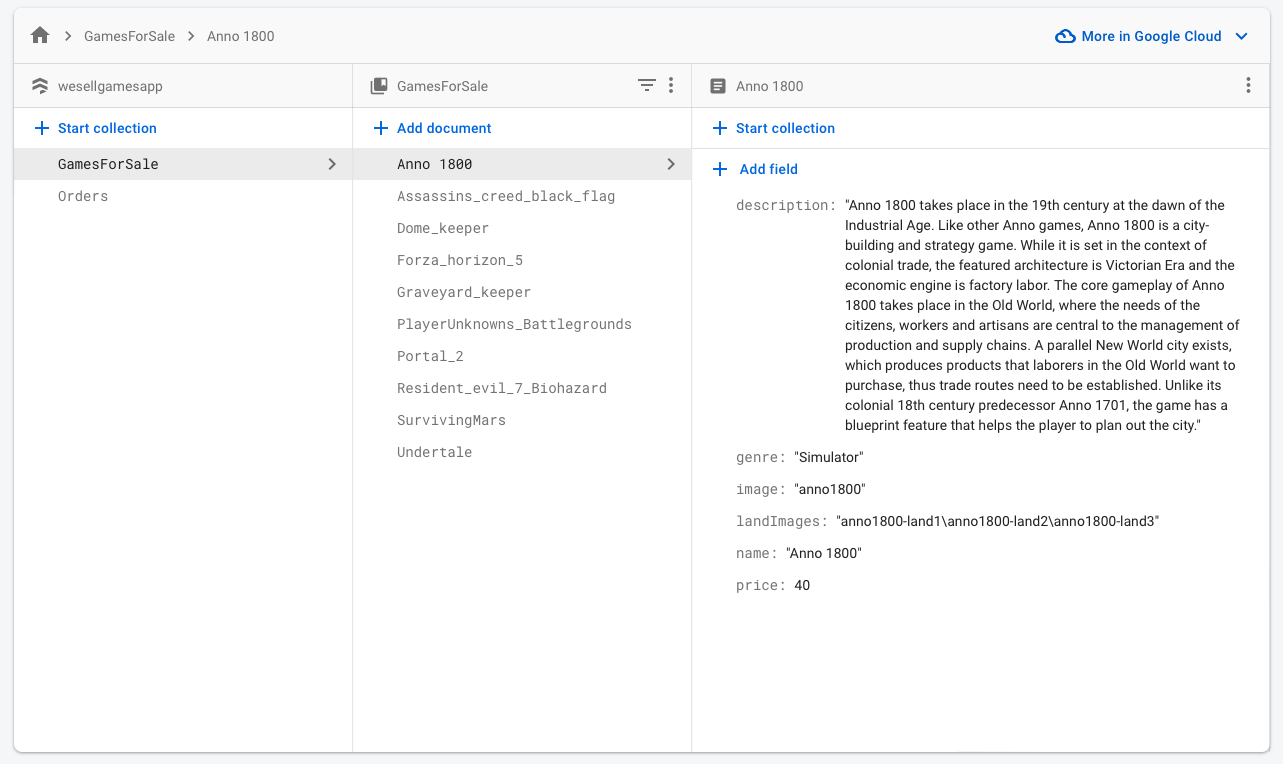 GamesForSale
Anno 1800
More in Google Cloud
wesellgamesapp
GamesForSale
Anno 1800
Start collection
Add document
Start collection
GamesForSale
Orders
Anno 1800
Assassins_creed_black_flag
Dome_keeper
Forza_horizon_5
Graveyard_keeper
PlayerUnknowns_Battlegrounds
Portal_2
Resident_evil_7_Biohazard
SurvivingMars
Undertale
Add field
description: "Anno 1800 takes place in the 19th century at the dawn of the
Industrial Age. Like other Anno games, Anno 1800 is a city-
building and strategy game. While it is set in the context of
colonial trade, the featured architecture is Victorian Era and the
economic engine is factory labor. The core gameplay of Anno
1800 takes place in the Old World, where the needs of the
citizens, workers and artisans are central to the management of
production and supply chains. A parallel New World city exists,
which produces products that laborers in the Old World want to
purchase, thus trade routes need to be established. Unlike its
colonial 18th century predecessor Anno 1701, the game has a
blueprint feature that helps the player to plan out the city."
genre: "Simulator"
image: "anno1800"
landImages: "anno1800-land1\anno1800-land2\anno1800-land3"
name: "Anno 1800"
price: 40